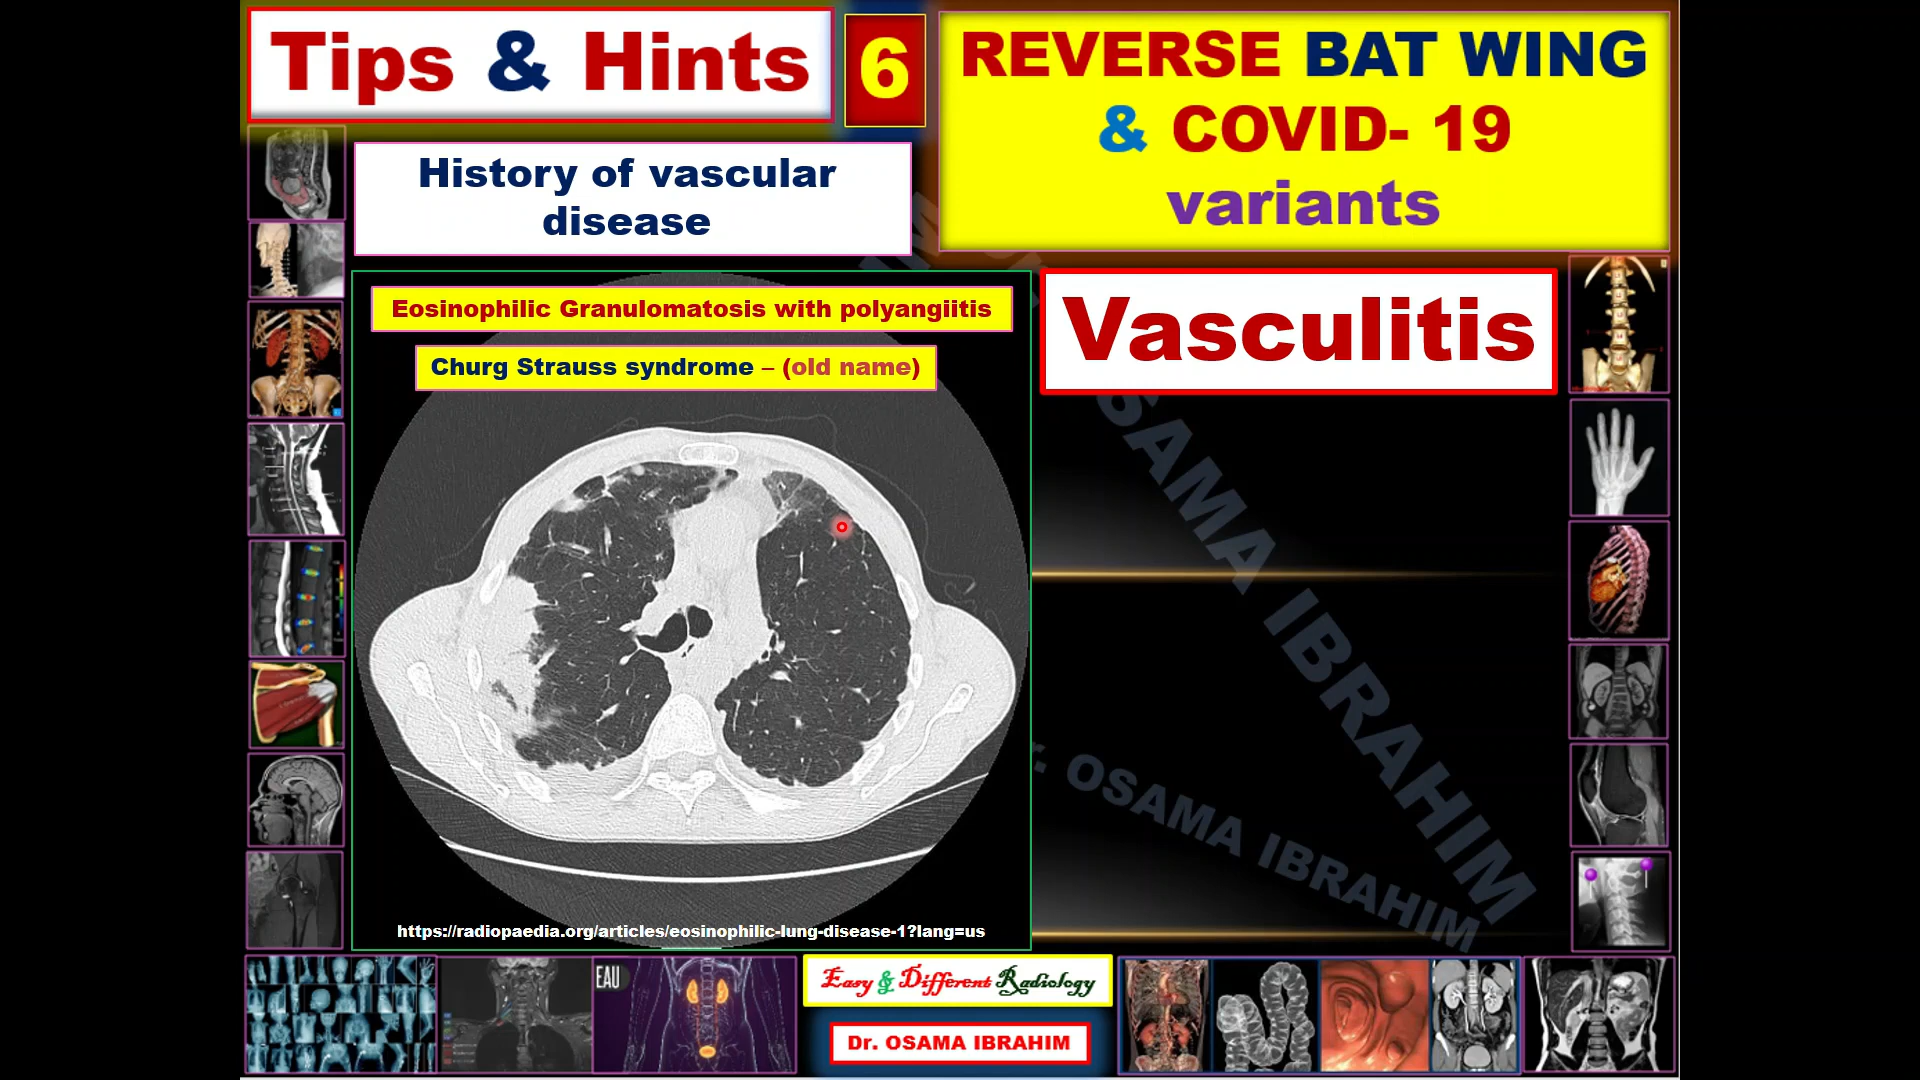 Tips & Hints
6
REVERSE BAT WING
& COVID- 19
variants
History of vascular
disease
Eosinophilic Granulomatosis with polyangiitis
Churg Strauss syndrome – (old name)
Vasculitis
SAMA IBRAHIM
r. OSAMA IBRAHIM
https://radiopaedia.org/articles/eosinophilic-lung-disease-1?lang=us
EAU
Easy & Different Radiology
Dr. OSAMA IBRAHIM